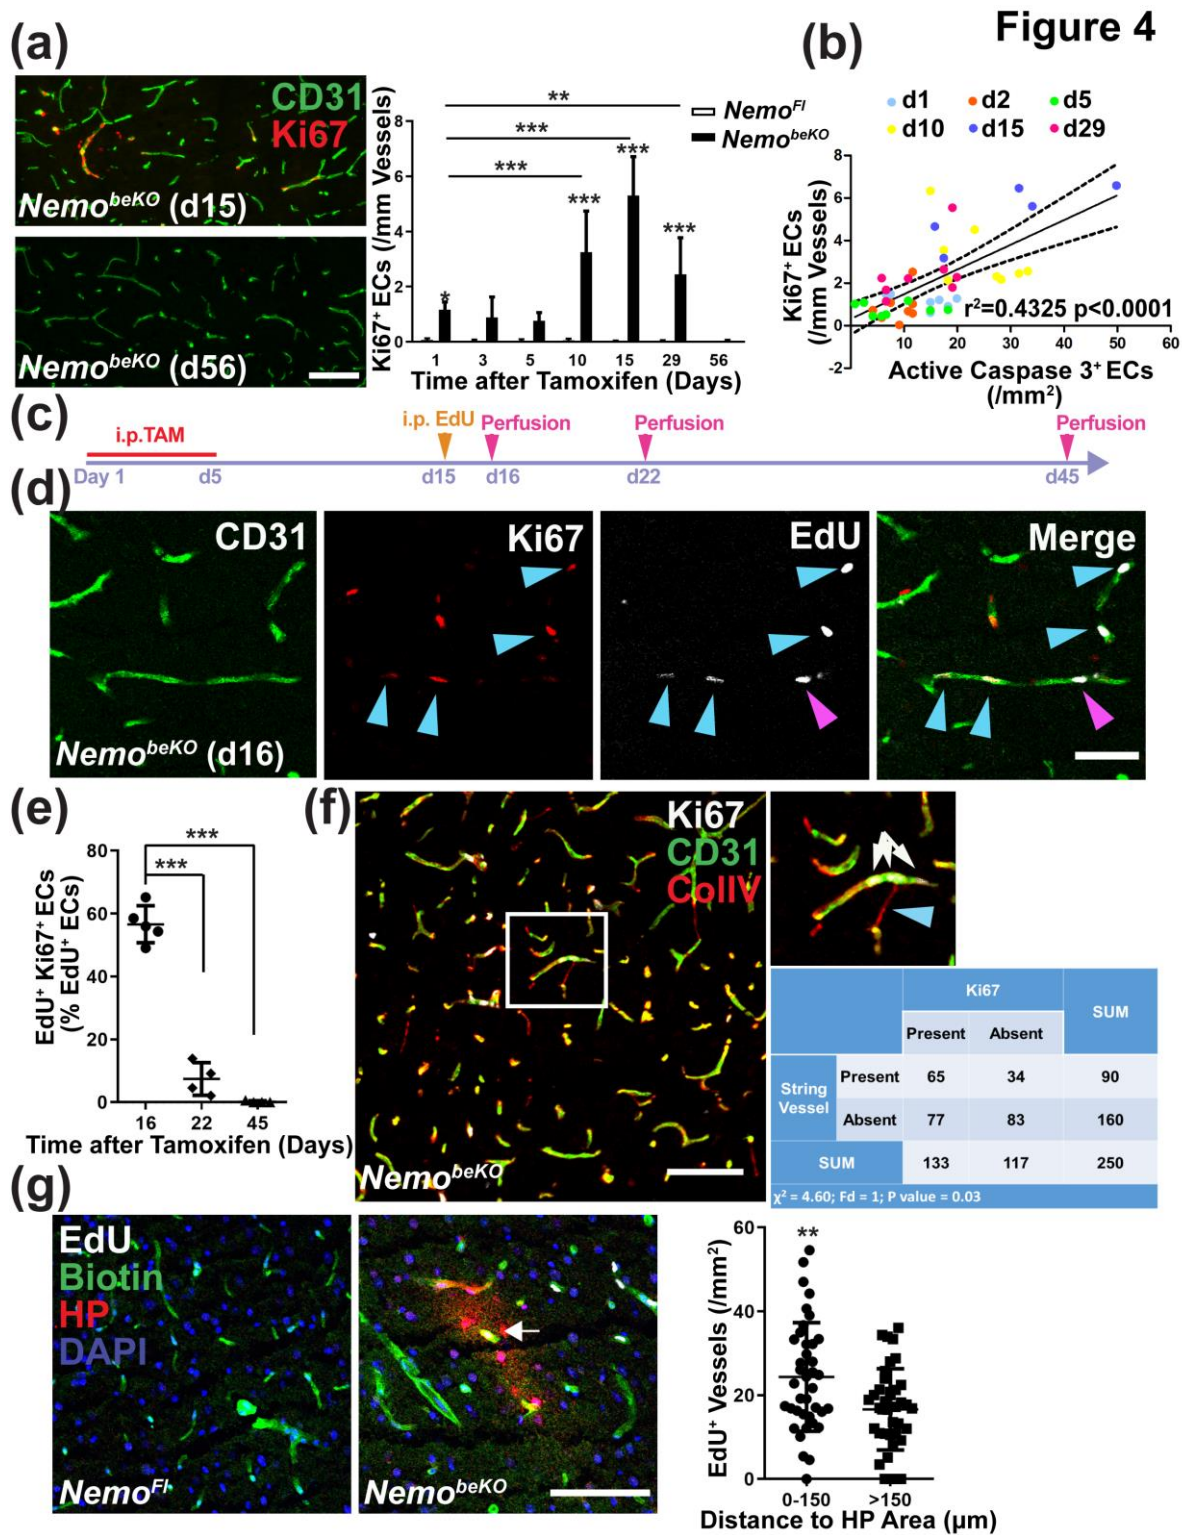 Figure 4
(a)
CD31
Ki67
Nemo^beKO (d15)
Nemo^beKO (d56)
Ki67+ ECs (/mm Vessels)
8
6
4
2
0
**
***
***
*
***
***
***
Nemo^Fl
Nemo^beKO
1 3 5 10 15 29 56
Time after Tamoxifen (Days)
(b)
d1 d2 d5
d10 d15 d29
Ki67+ ECs
(/mm Vessels)
8
6
4
2
0
-2
10 20 30 40 50 60
r²=0.4325 p<0.0001
Active Caspase 3+ ECs
(/mm²)
(c)
i.p.TAM
i.p. EdU
Perfusion
Perfusion
Perfusion
Day 1 d5 d15 d16 d22 d45
(d)
CD31
Nemo^beKO (d16)
Ki67
EdU
Merge
(e)
EdU+ Ki67+ ECs
(% EdU+ ECs)
80
60
40
20
0
***
***
16 22 45
Time after Tamoxifen (Days)
(f)
Ki67
CD31
CollV
Nemo^beKO
Ki67 SUM
Present Absent
String Vessel Present 65 34 90
Absent 77 83 160
SUM 133 117 250
χ² = 4.60; Fd = 1; P value = 0.03
(g)
EdU
Biotin
HP
DAPI
Nemo^Fl
Nemo^beKO
EdU+ Vessels (/mm²)
60
40
20
0
**
0-150 >150
Distance to HP Area (μm)